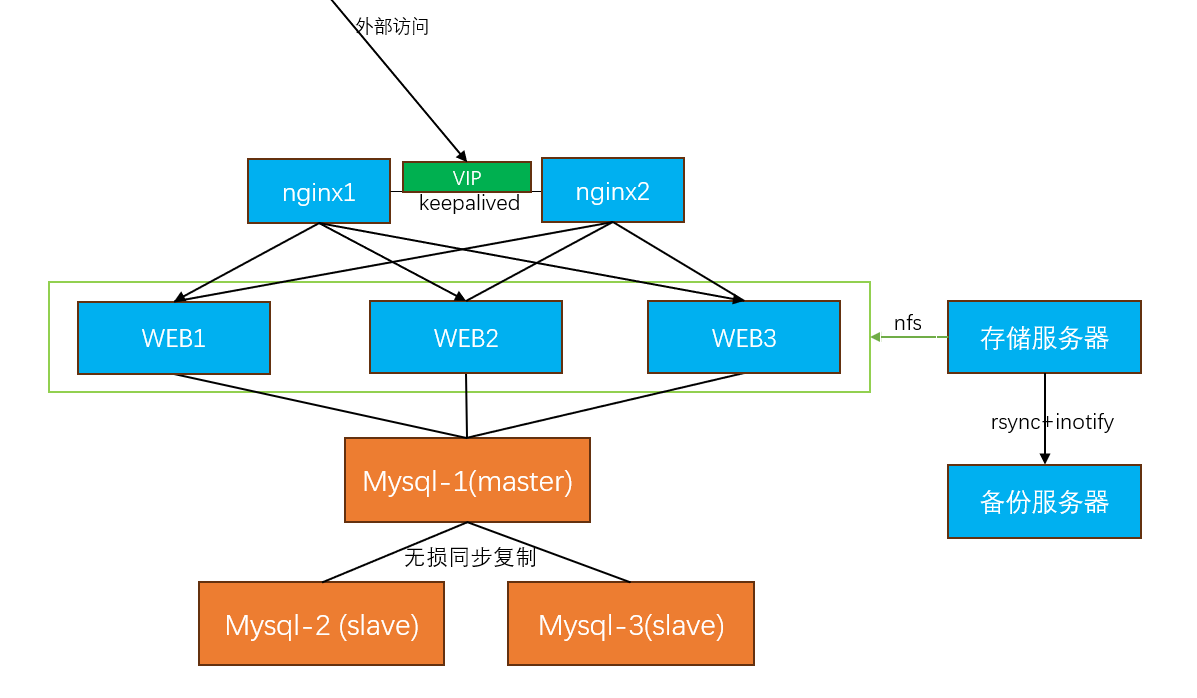 外部访问
nginx1
VIP
nginx2
keepalived
WEB1
WEB2
WEB3
nfs
存储服务器
rsync+inotify
Mysql-1(master)
备份服务器
无损同步复制
Mysql-2 (slave)
Mysql-3(slave)